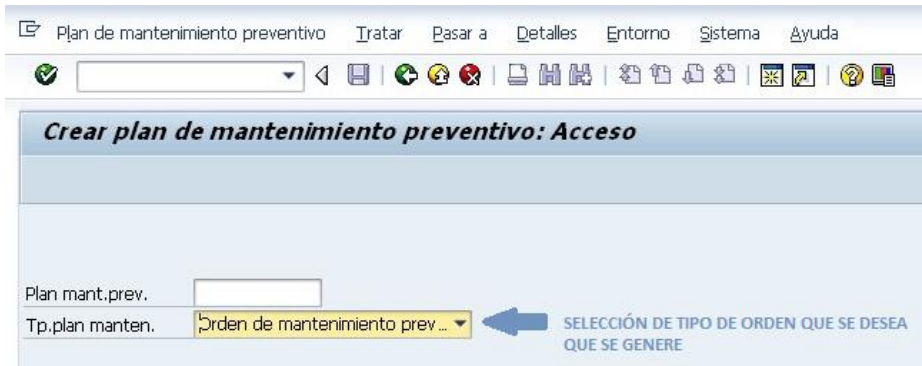 Plan de mantenimiento preventivo Tratar Pasar a Detalles Entorno Sistema Ayuda
Crear plan de mantenimiento preventivo: Acceso
Plan mant.prev.
Tp.plan manten. Orden de mantenimiento prev...
SELECCIÓN DE TIPO DE ORDEN QUE SE DESEA
QUE SE GENERE